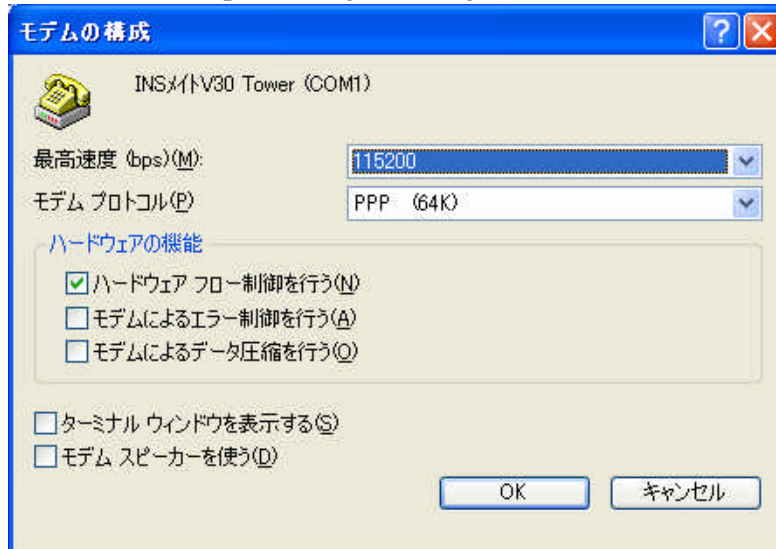 モデムの構成
INSメイトV30 Tower (COM1)
最高速度 (bps)(M):
115200
モデム プロトコル(P)
PPP (64K)
ハードウェアの機能
ハードウェア フロー制御を行う(N)
モデムによるエラー制御を行う(A)
モデムによるデータ圧縮を行う(O)
ターミナル ウィンドウを表示する(S)
モデム スピーカーを使う(D)
OK
キャンセル